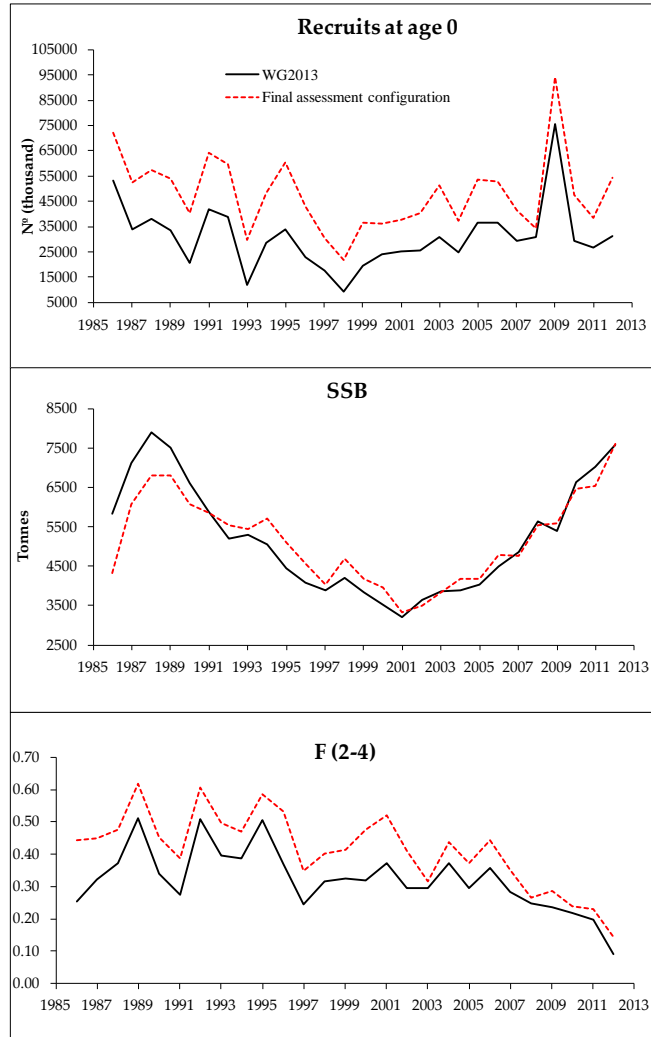 Recruits at age 0
105000
95000
85000
75000
65000
55000
45000
35000
25000
15000
5000
Nº (thousand)
WG2013
Final assessment configuration
1985 1987 1989 1991 1993 1995 1997 1999 2001 2003 2005 2007 2009 2011 2013
SSB
8500
7500
6500
5500
4500
3500
2500
Tonnes
1985 1987 1989 1991 1993 1995 1997 1999 2001 2003 2005 2007 2009 2011 2013
F (2-4)
0.70
0.60
0.50
0.40
0.30
0.20
0.10
0.00
1985 1987 1989 1991 1993 1995 1997 1999 2001 2003 2005 2007 2009 2011 2013